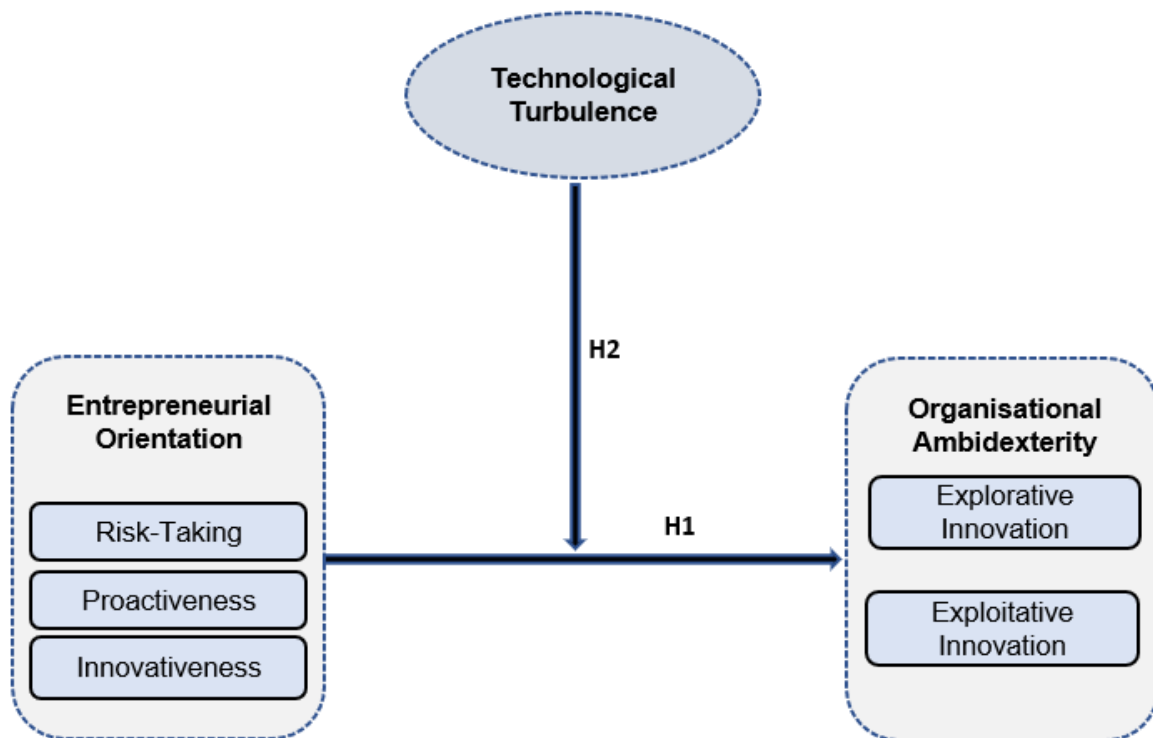 Technological
Turbulence
H2
Entrepreneurial
Orientation
Risk-Taking
Proactiveness
Innovativeness
H1
Organisational
Ambidexterity
Explorative
Innovation
Exploitative
Innovation